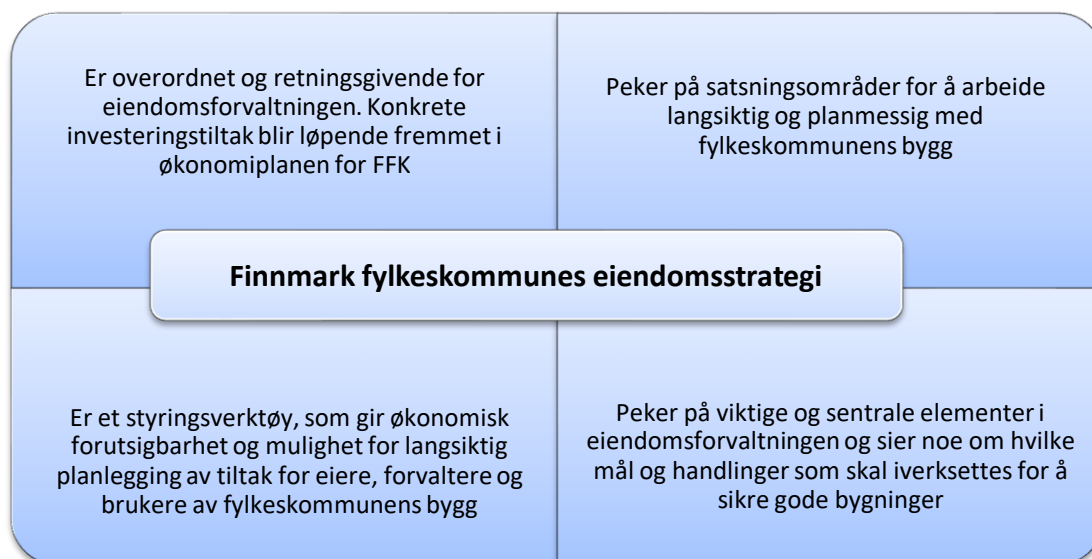 Er overordnet og retningsgivende for
eiendomsforvaltningen. Konkrete
investeringstiltak blir løpende fremmet i
økonomiplanen for FFK
Peker på satsningsområder for å arbeide
langsiktig og planmessig med
fylkeskommunens bygg
Finnmark fylkeskommunes eiendomsstrategi
Er et styringsverktøy, som gir økonomisk
forutsigbarhet og mulighet for langsiktig
planlegging av tiltak for eiere, forvaltere og
brukere av fylkeskommunens bygg
Peker på viktige og sentrale elementer i
eiendomsforvaltningen og sier noe om hvilke
mål og handlinger som skal iverksettes for å
sikre gode bygninger